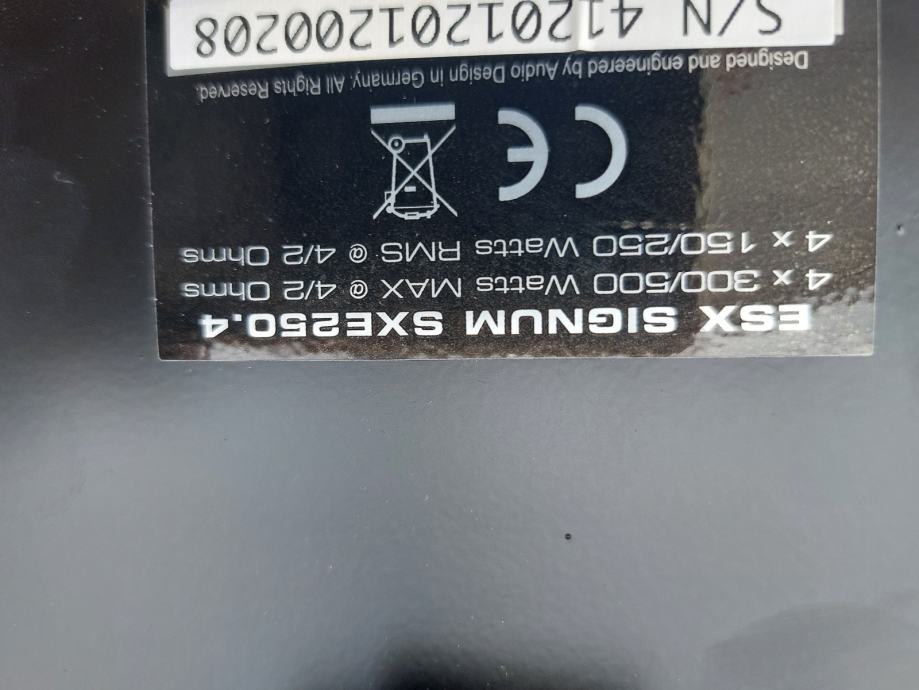 ESX SIGNUM SXE250.4
4 x 300/500 Watts MAX @ 4/2 Ohms
4 x 150/250 Watts RMS @ 4/2 Ohms
CE
Designed and engineered by Audio Design in Germany. All Rights Reserved.
S/N 41201201200208